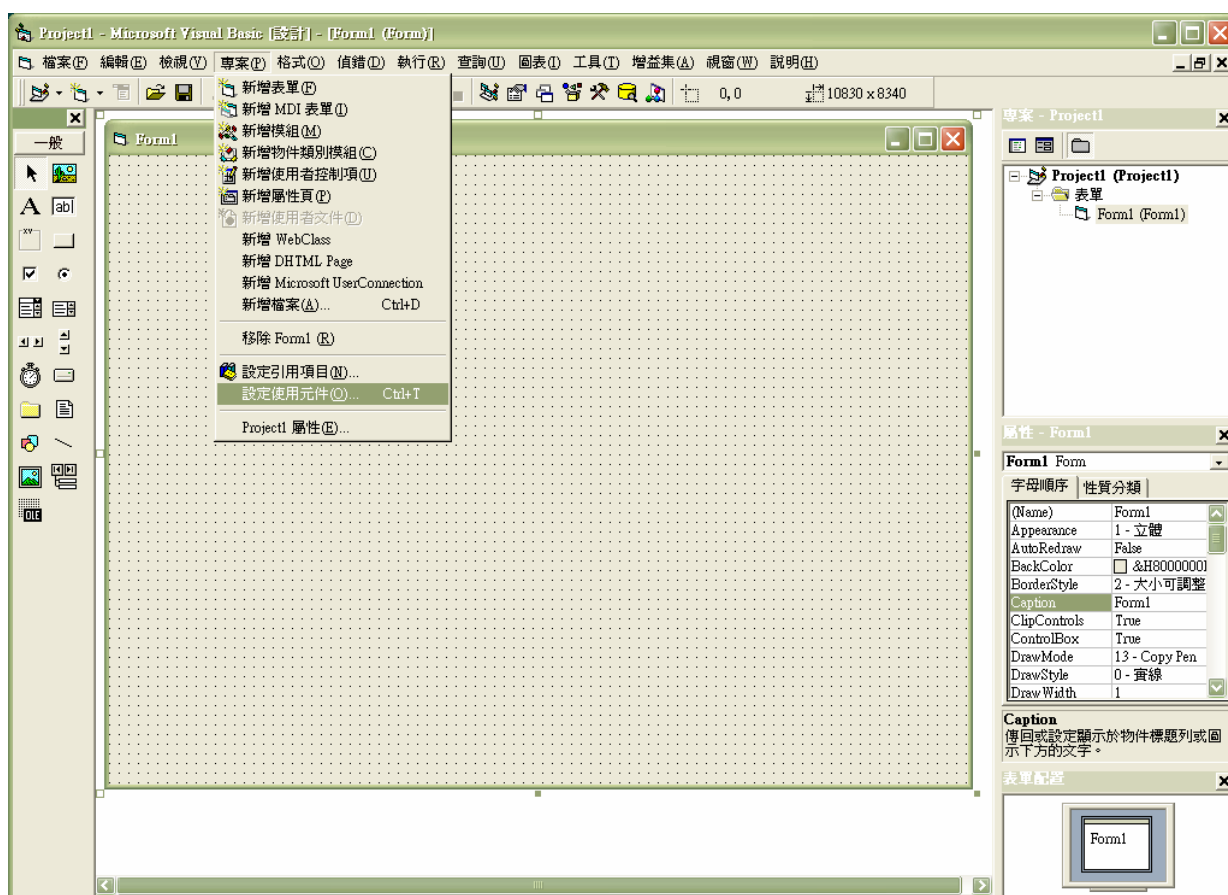 Project1 - Microsoft Visual Basic [設計] - [Form1 (Form)]
檔案(F) 編輯(E) 檢視(V) 專案(P) 格式(O) 偵錯(D) 執行(R) 查詢(U) 圖表(I) 工具(T) 增益集(A) 視窗(W) 說明(H)
0, 0 10830 x 8340
一般
A ab|
xv
OLE
Form1
新增表單(F)
新增 MDI 表單(I)
新增模組(M)
新增物件類別模組(C)
新增使用者控制項(U)
新增屬性頁(P)
新增使用者文件(D)
新增 WebClass
新增 DHTML Page
新增 Microsoft UserConnection
新增檔案(A)... Ctrl+D
移除 Form1 (R)
設定引用項目(N)...
設定使用元件(O)... Ctrl+T
Project1 屬性(E)...
專案 - Project1
Project1 (Project1)
表單
Form1 (Form1)
屬性 - Form1
Form1 Form
字母順序 性質分類
(Name) Form1
Appearance 1 - 立體
AutoRedraw False
BackColor &H8000000
BorderStyle 2 - 大小可調整
Caption Form1
ClipControls True
ControlBox True
DrawMode 13 - Copy Pen
DrawStyle 0 - 實線
DrawWidth 1
Caption
傳回或設定顯示於物件標題列或圖
示下方的文字。
表單配置
Form1